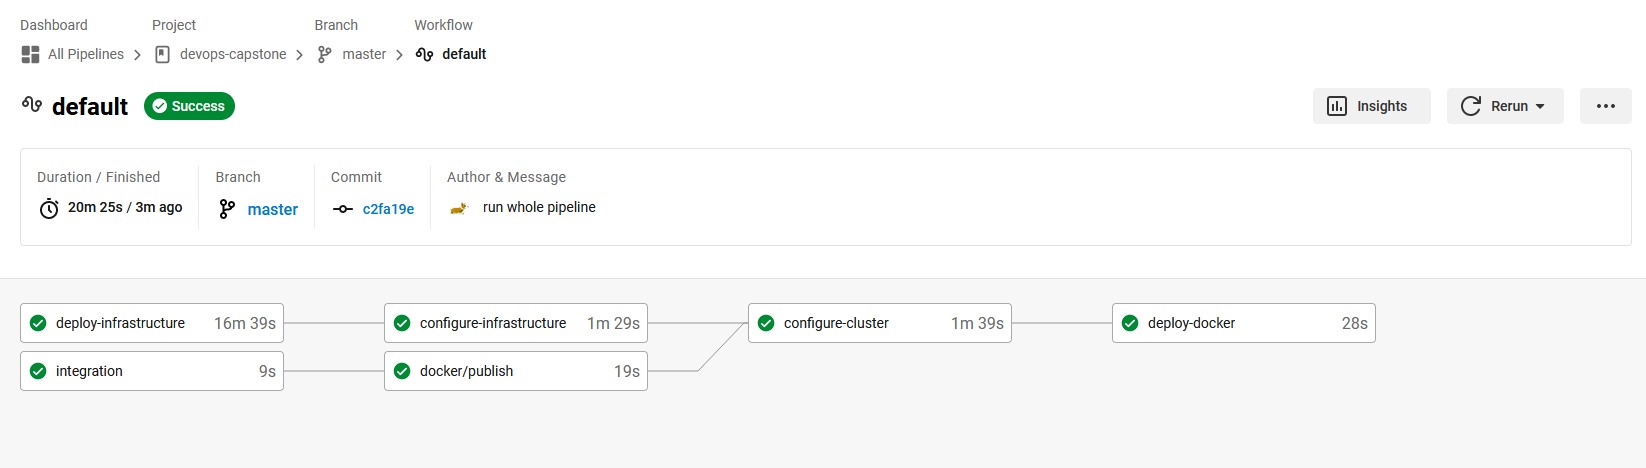 Dashboard Project Branch Workflow
All Pipelines devops-capstone master default
default Success Insights Rerun
Duration / Finished Branch Commit Author & Message
20m 25s / 3m ago master c2fa19e run whole pipeline
deploy-infrastructure 16m 39s configure-infrastructure 1m 29s configure-cluster 1m 39s deploy-docker 28s
integration 9s docker/publish 19s